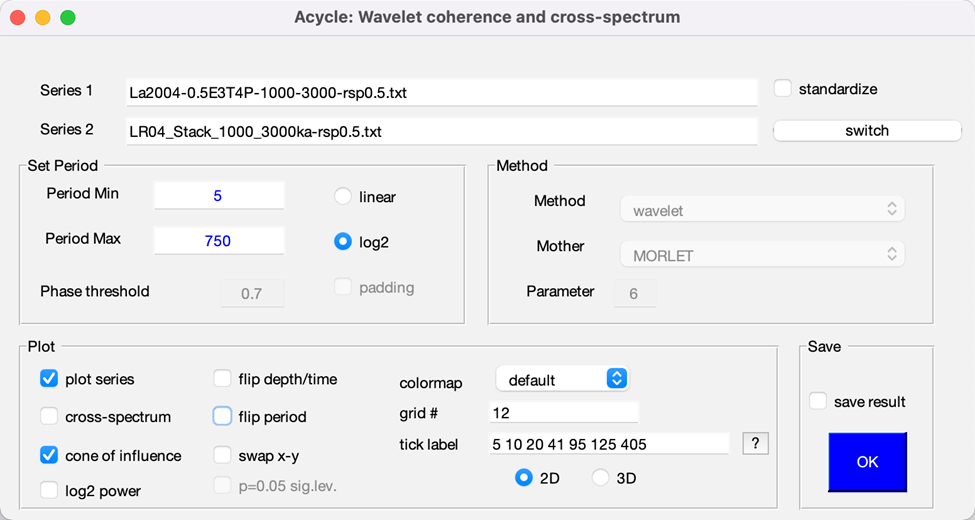 Acycle: Wavelet coherence and cross-spectrum
Series 1 La2004-0.5E3T4P-1000-3000-rsp0.5.txt standardize
Series 2 LR04_Stack_1000_3000ka-rsp0.5.txt switch
Set Period
Period Min 5 linear
Period Max 750 log2
Phase threshold 0.7 padding
Method
Method wavelet
Mother MORLET
Parameter 6
Plot
plot series flip depth/time colormap default
cross-spectrum flip period grid # 12
cone of influence swap x-y tick label 5 10 20 41 95 125 405 ?
log2 power p=0.05 sig.lev. 2D 3D
Save
save result
OK